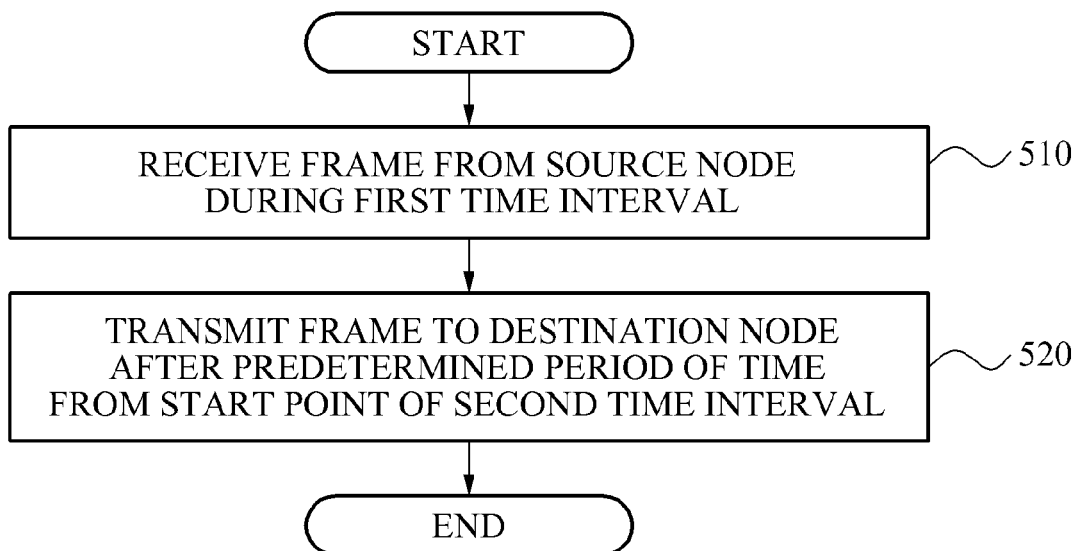 START
RECEIVE FRAME FROM SOURCE NODE
DURING FIRST TIME INTERVAL
510
TRANSMIT FRAME TO DESTINATION NODE
AFTER PREDETERMINED PERIOD OF TIME
FROM START POINT OF SECOND TIME INTERVAL
520
END